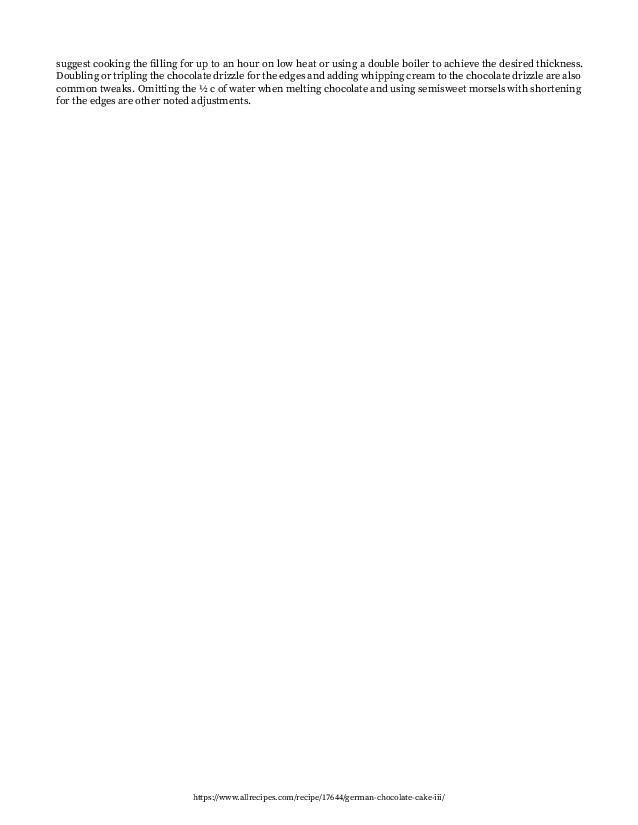 suggest cooking the filling for up to an hour on low heat or using a double boiler to achieve the desired thickness.
Doubling or tripling the chocolate drizzle for the edges and adding whipping cream to the chocolate drizzle are also
common tweaks. Omitting the ½ c of water when melting chocolate and using semisweet morsels with shortening
for the edges are other noted adjustments.
https://www.allrecipes.com/recipe/17644/german-chocolate-cake-iii/